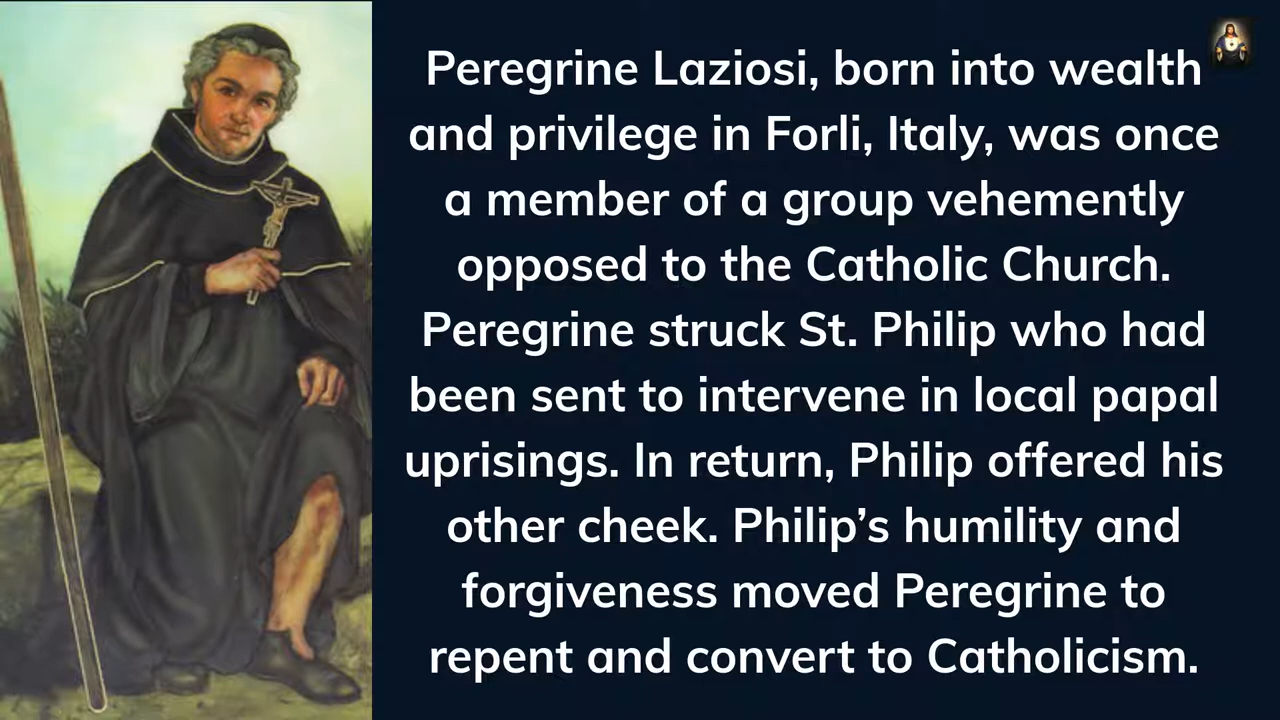 Peregrine Laziosi, born into wealth
and privilege in Forli, Italy, was once
a member of a group vehemently
opposed to the Catholic Church.
Peregrine struck St. Philip who had
been sent to intervene in local papal
uprisings. In return, Philip offered his
other cheek. Philip’s humility and
forgiveness moved Peregrine to
repent and convert to Catholicism.